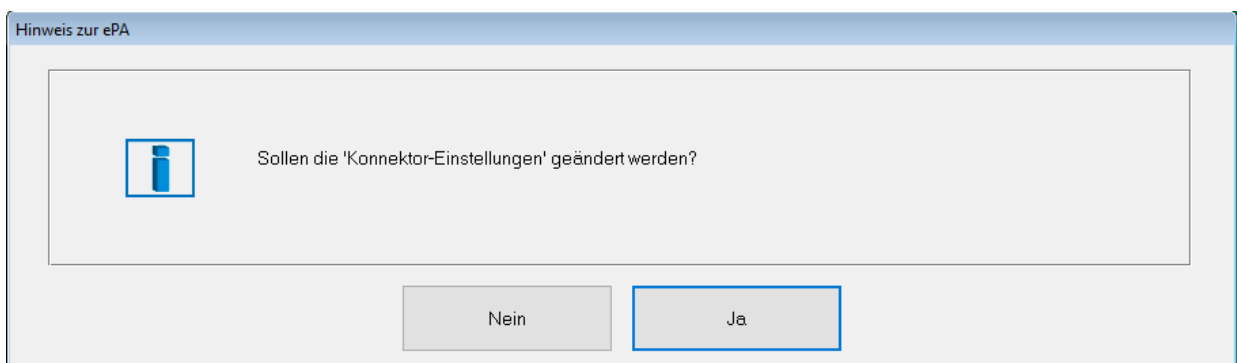 Hinweis zur ePA
Sollen die 'Konnektor-Einstellungen' geändert werden?
Nein
Ja